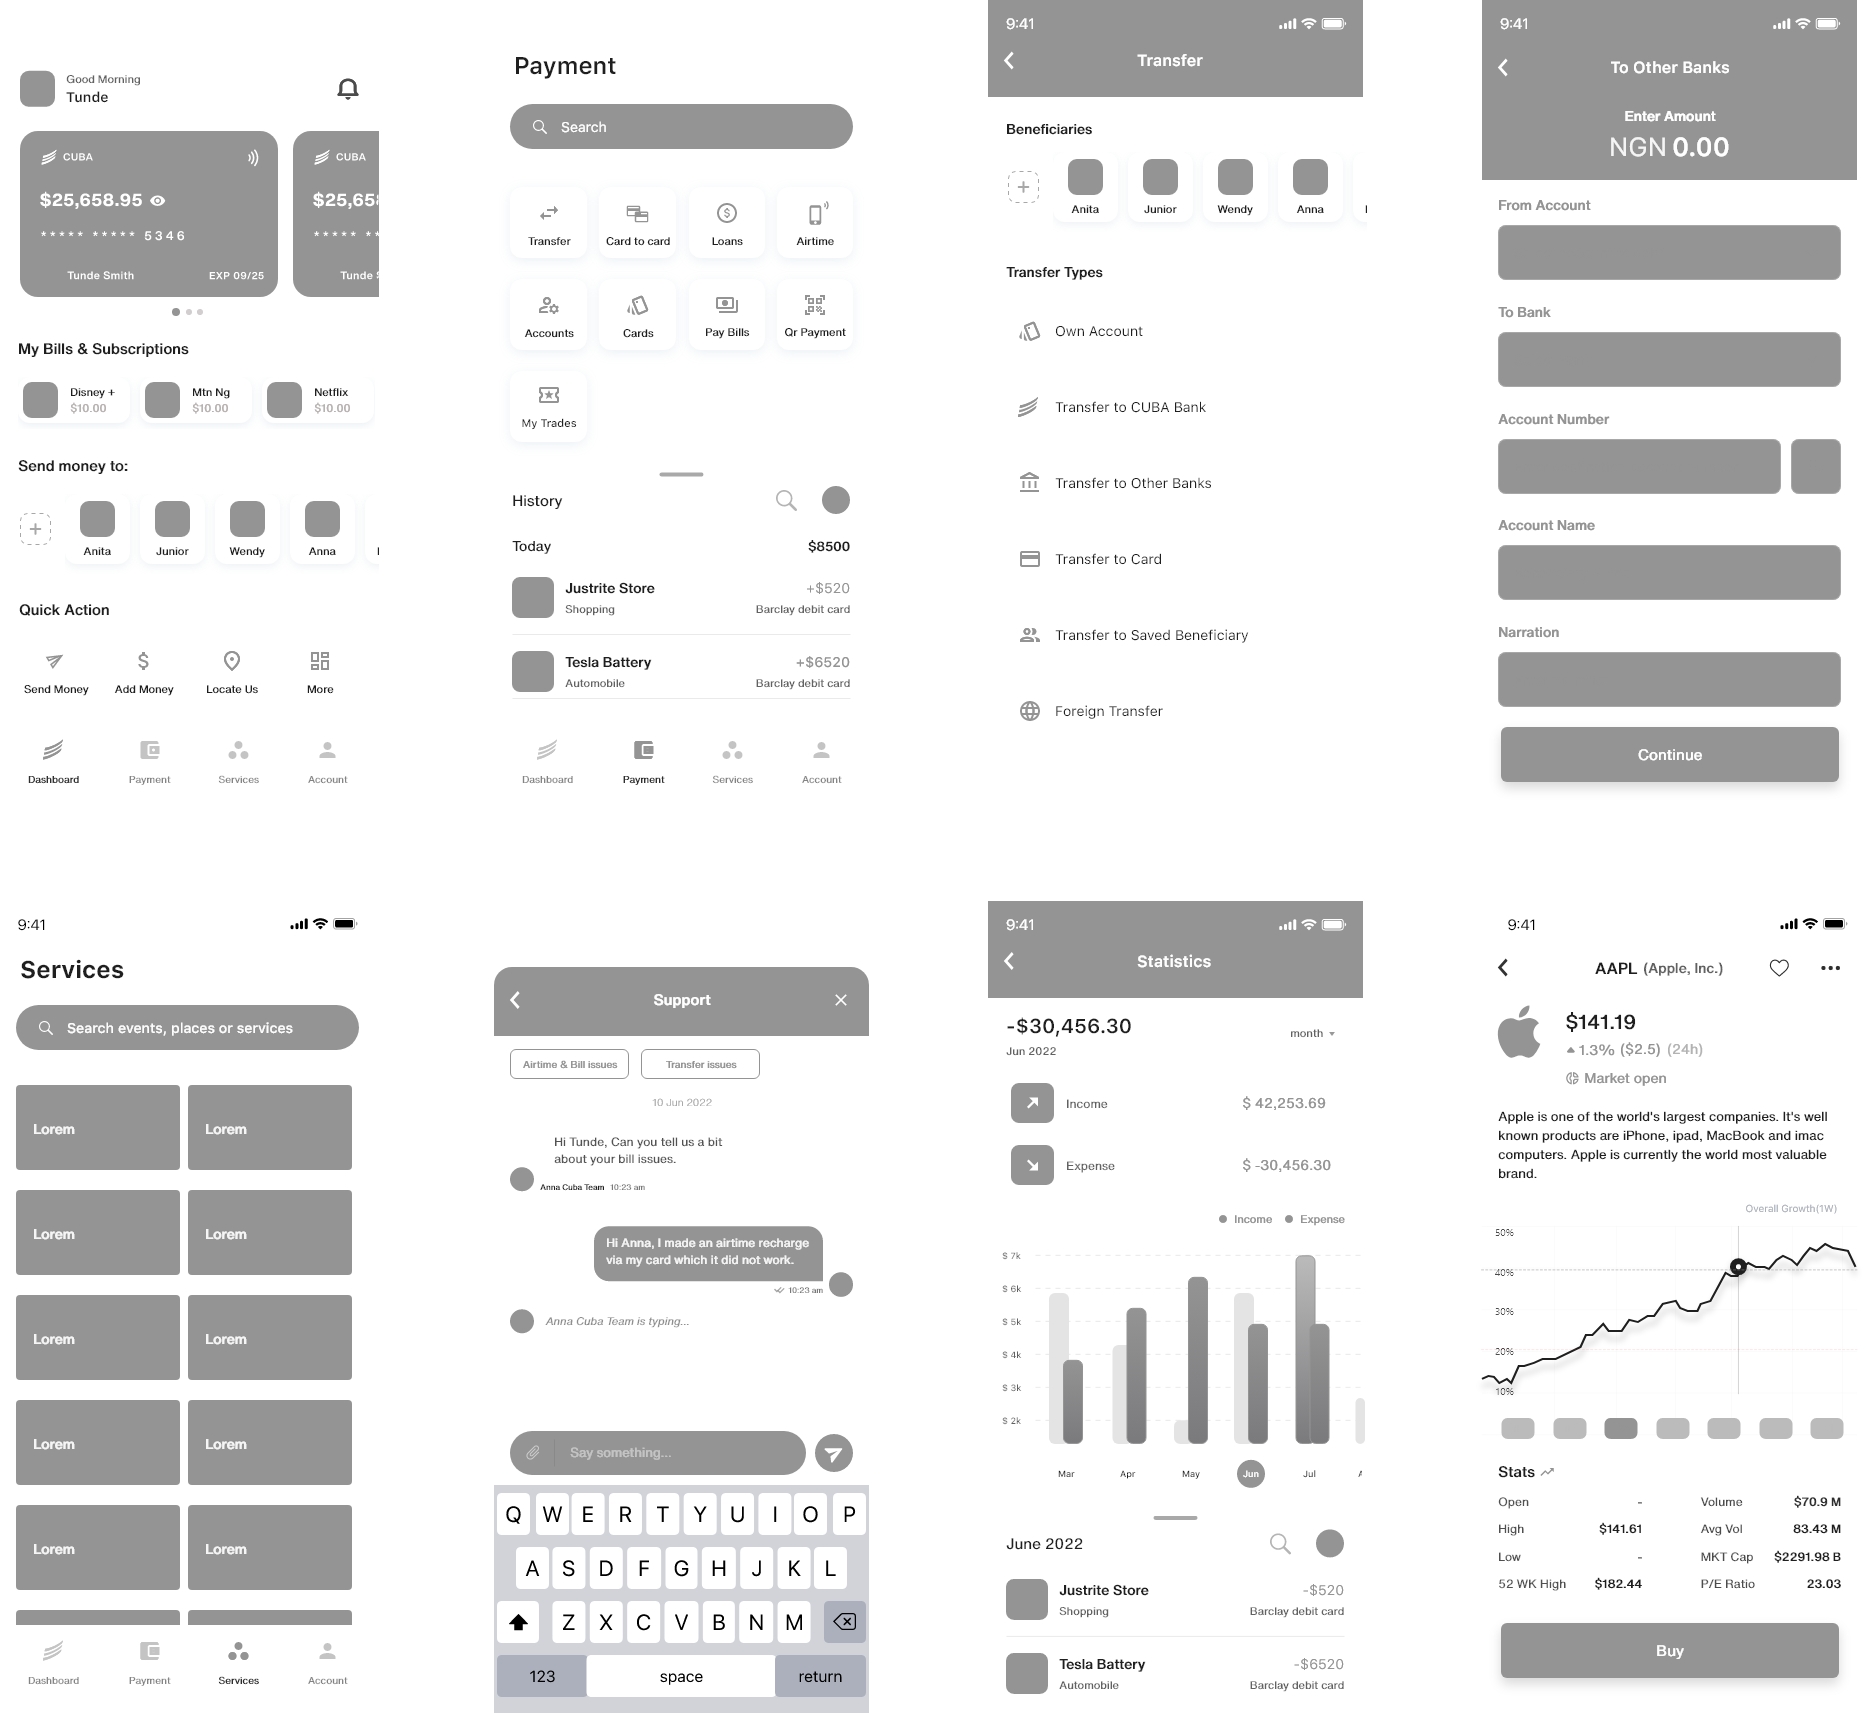 Good Morning
Tunde
CUBA
$25,658.95
***** ***** 5346
Tunde Smith
EXP 09/25
CUBA
$25,65
***** **
Tunde
My Bills & Subscriptions
Disney +
$10.00
Mtn Ng
$10.00
Netflix
$10.00
Send money to:
Anita
Junior
Wendy
Anna
Quick Action
Send Money
Add Money
Locate Us
More
Dashboard
Payment
Services
Account
Payment
Search
Transfer
Card to card
Loans
Airtime
Accounts
Cards
Pay Bills
Qr Payment
My Trades
History
Today
$8500
Justrite Store
+$520
Shopping
Barclay debit card
Tesla Battery
+$6520
Automobile
Barclay debit card
Dashboard
Payment
Services
Account
9:41
Transfer
Beneficiaries
Anita
Junior
Wendy
Anna
Transfer Types
Own Account
Transfer to CUBA Bank
Transfer to Other Banks
Transfer to Card
Transfer to Saved Beneficiary
Foreign Transfer
9:41
To Other Banks
Enter Amount
NGN 0.00
From Account
To Bank
Account Number
Account Name
Narration
Continue
9:41
Services
Search events, places or services
Lorem
Lorem
Lorem
Lorem
Lorem
Lorem
Lorem
Lorem
Lorem
Lorem
Dashboard
Payment
Services
Account
Support
Airtime & Bill issues
Transfer issues
10 Jun 2022
Hi Tunde, Can you tell us a bit
about your bill issues.
Anna Cuba Team 10:23 am
Hi Anna, I made an airtime recharge
via my card which it did not work.
10:23 am
Anna Cuba Team is typing...
Say something...
Q W E R T Y U I O P
A S D F G H J K L
Z X C V B N M
123
space
return
9:41
Statistics
-$30,456.30
month
Jun 2022
Income
$ 42,253.69
Expense
$ -30,456.30
Income
Expense
$ 7k
$ 6k
$ 5k
$ 4k
$ 3k
$ 2k
Mar
Apr
May
Jun
Jul
June 2022
Justrite Store
-$520
Shopping
Barclay debit card
Tesla Battery
-$6520
Automobile
Barclay debit card
9:41
AAPL (Apple, Inc.)
$141.19
1.3% ($2.5) (24h)
Market open
Apple is one of the world's largest companies. It's well
known products are iPhone, ipad, MacBook and imac
computers. Apple is currently the world most valuable
brand.
Overall Growth(1W)
50%
40%
30%
20%
10%
Stats
Open -
Volume $70.9 M
High $141.61
Avg Vol 83.43 M
Low -
MKT Cap $2291.98 B
52 WK High $182.44
P/E Ratio 23.03
Buy